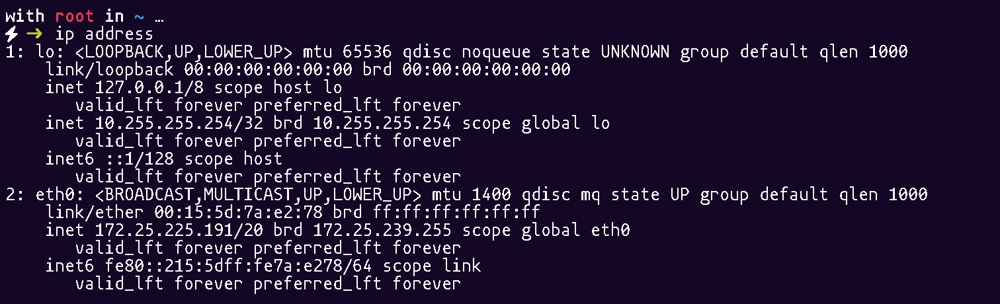 with root in ~ …
⚡ ➜ ip address
1: lo: <LOOPBACK,UP,LOWER_UP> mtu 65536 qdisc noqueue state UNKNOWN group default qlen 1000
    link/loopback 00:00:00:00:00:00 brd 00:00:00:00:00:00
    inet 127.0.0.1/8 scope host lo
       valid_lft forever preferred_lft forever
    inet 10.255.255.254/32 brd 10.255.255.254 scope global lo
       valid_lft forever preferred_lft forever
    inet6 ::1/128 scope host
       valid_lft forever preferred_lft forever
2: eth0: <BROADCAST,MULTICAST,UP,LOWER_UP> mtu 1400 qdisc mq state UP group default qlen 1000
    link/ether 00:15:5d:7a:e2:78 brd ff:ff:ff:ff:ff:ff
    inet 172.25.225.191/20 brd 172.25.239.255 scope global eth0
       valid_lft forever preferred_lft forever
    inet6 fe80::215:5dff:fe7a:e278/64 scope link
       valid_lft forever preferred_lft forever